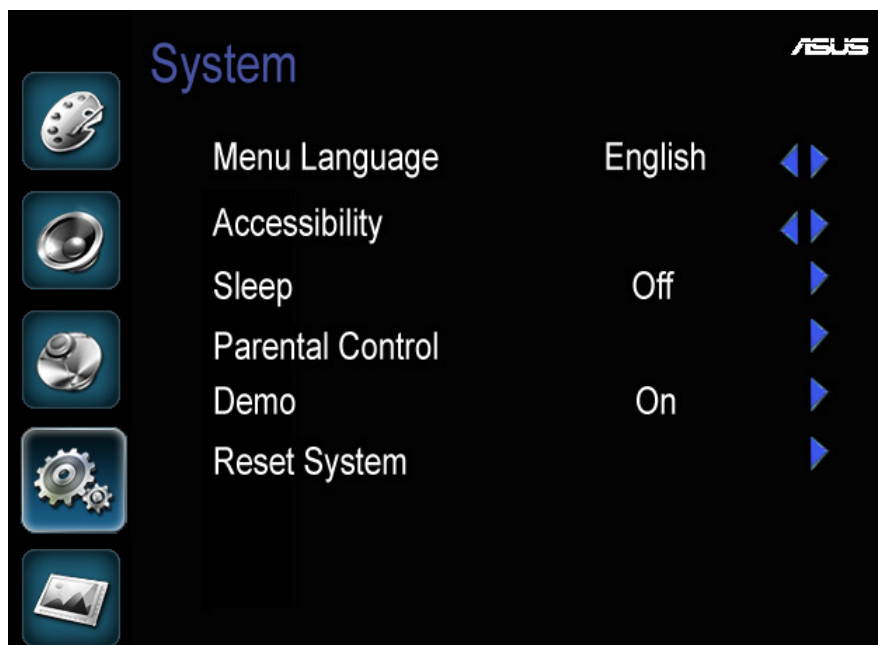 System
ASUS
Menu Language English
Accessibility
Sleep Off
Parental Control
Demo On
Reset System